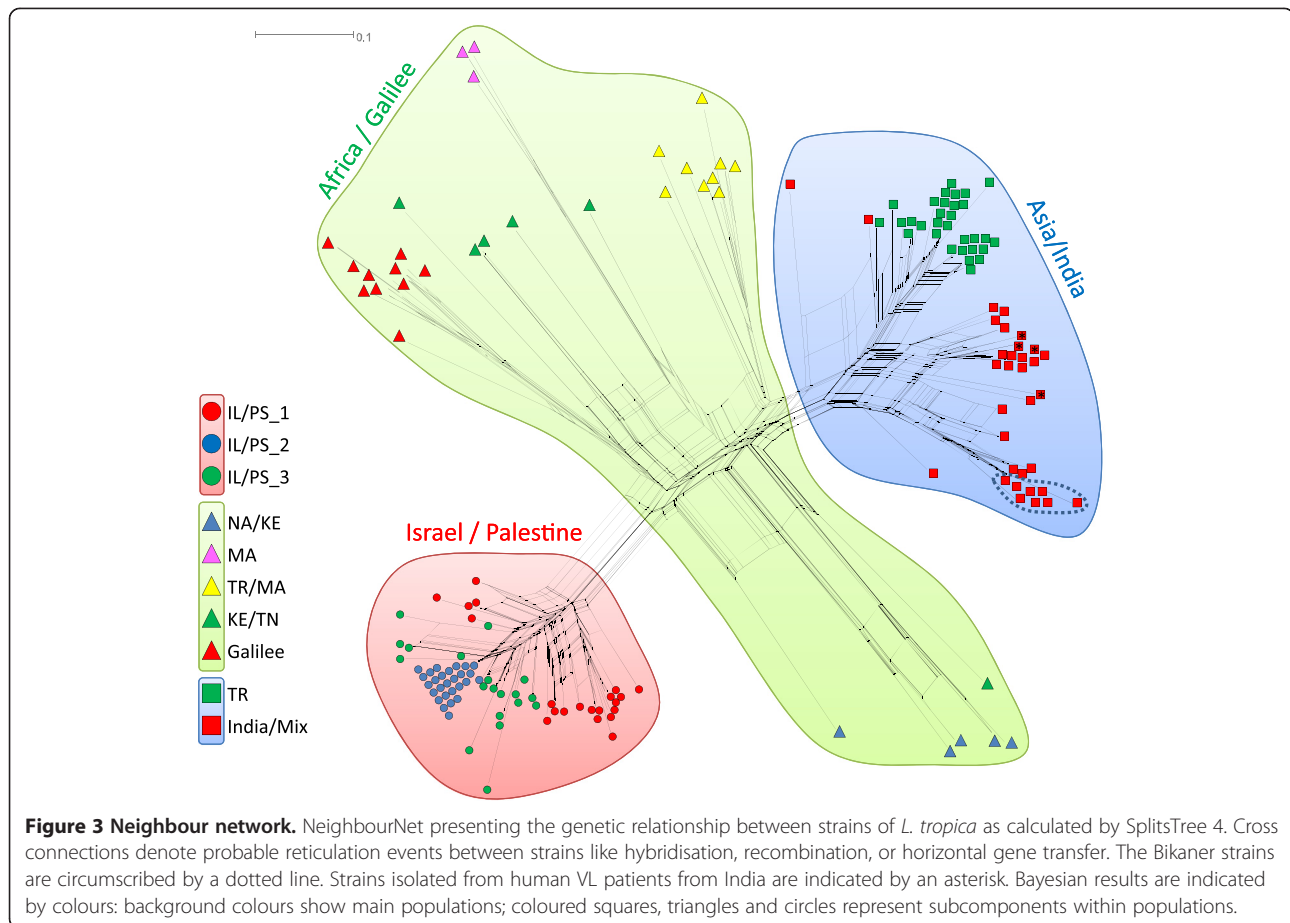 0.1
Africa / Galilee
Asia/India
IL/PS_1
IL/PS_2
IL/PS_3
NA/KE
MA
TR/MA
KE/TN
Galilee
TR
India/Mix
Israel / Palestine
Figure 3 Neighbour network. NeighbourNet presenting the genetic relationship between strains of L. tropica as calculated by SplitsTree 4. Cross
connections denote probable reticulation events between strains like hybridisation, recombination, or horizontal gene transfer. The Bikaner strains
are circumscribed by a dotted line. Strains isolated from human VL patients from India are indicated by an asterisk. Bayesian results are indicated
by colours: background colours show main populations; coloured squares, triangles and circles represent subcomponents within populations.